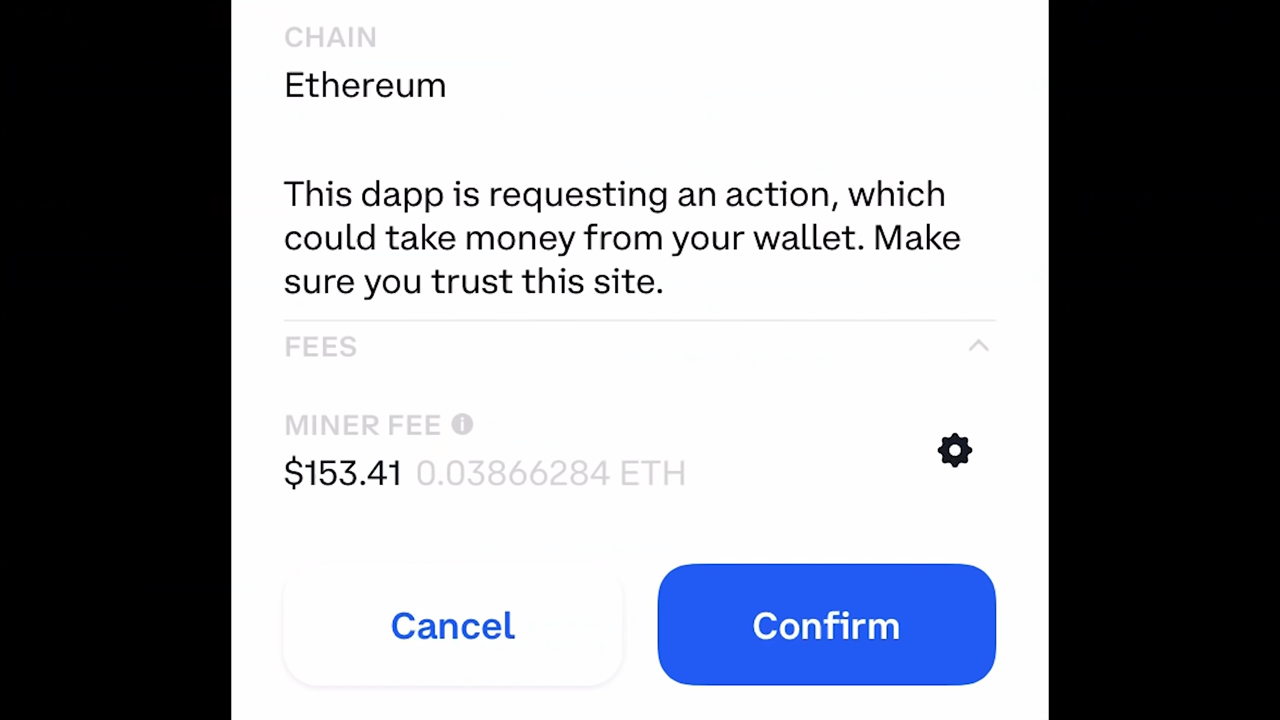 CHAIN
Ethereum
This dapp is requesting an action, which
could take money from your wallet. Make
sure you trust this site.
FEES
MINER FEE
$153.41 0.03866284 ETH
Cancel
Confirm